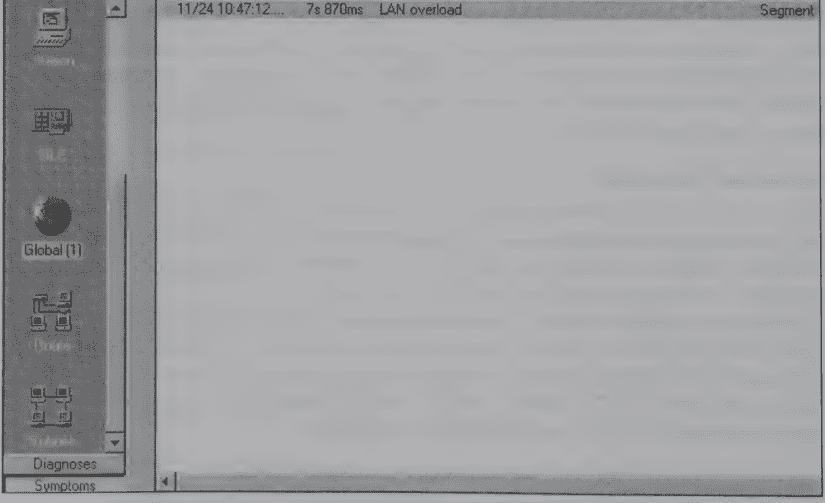 11/24 10:47:12... 7s 870ms LAN overload Segment
Global (1)
Diagnoses
Symptoms